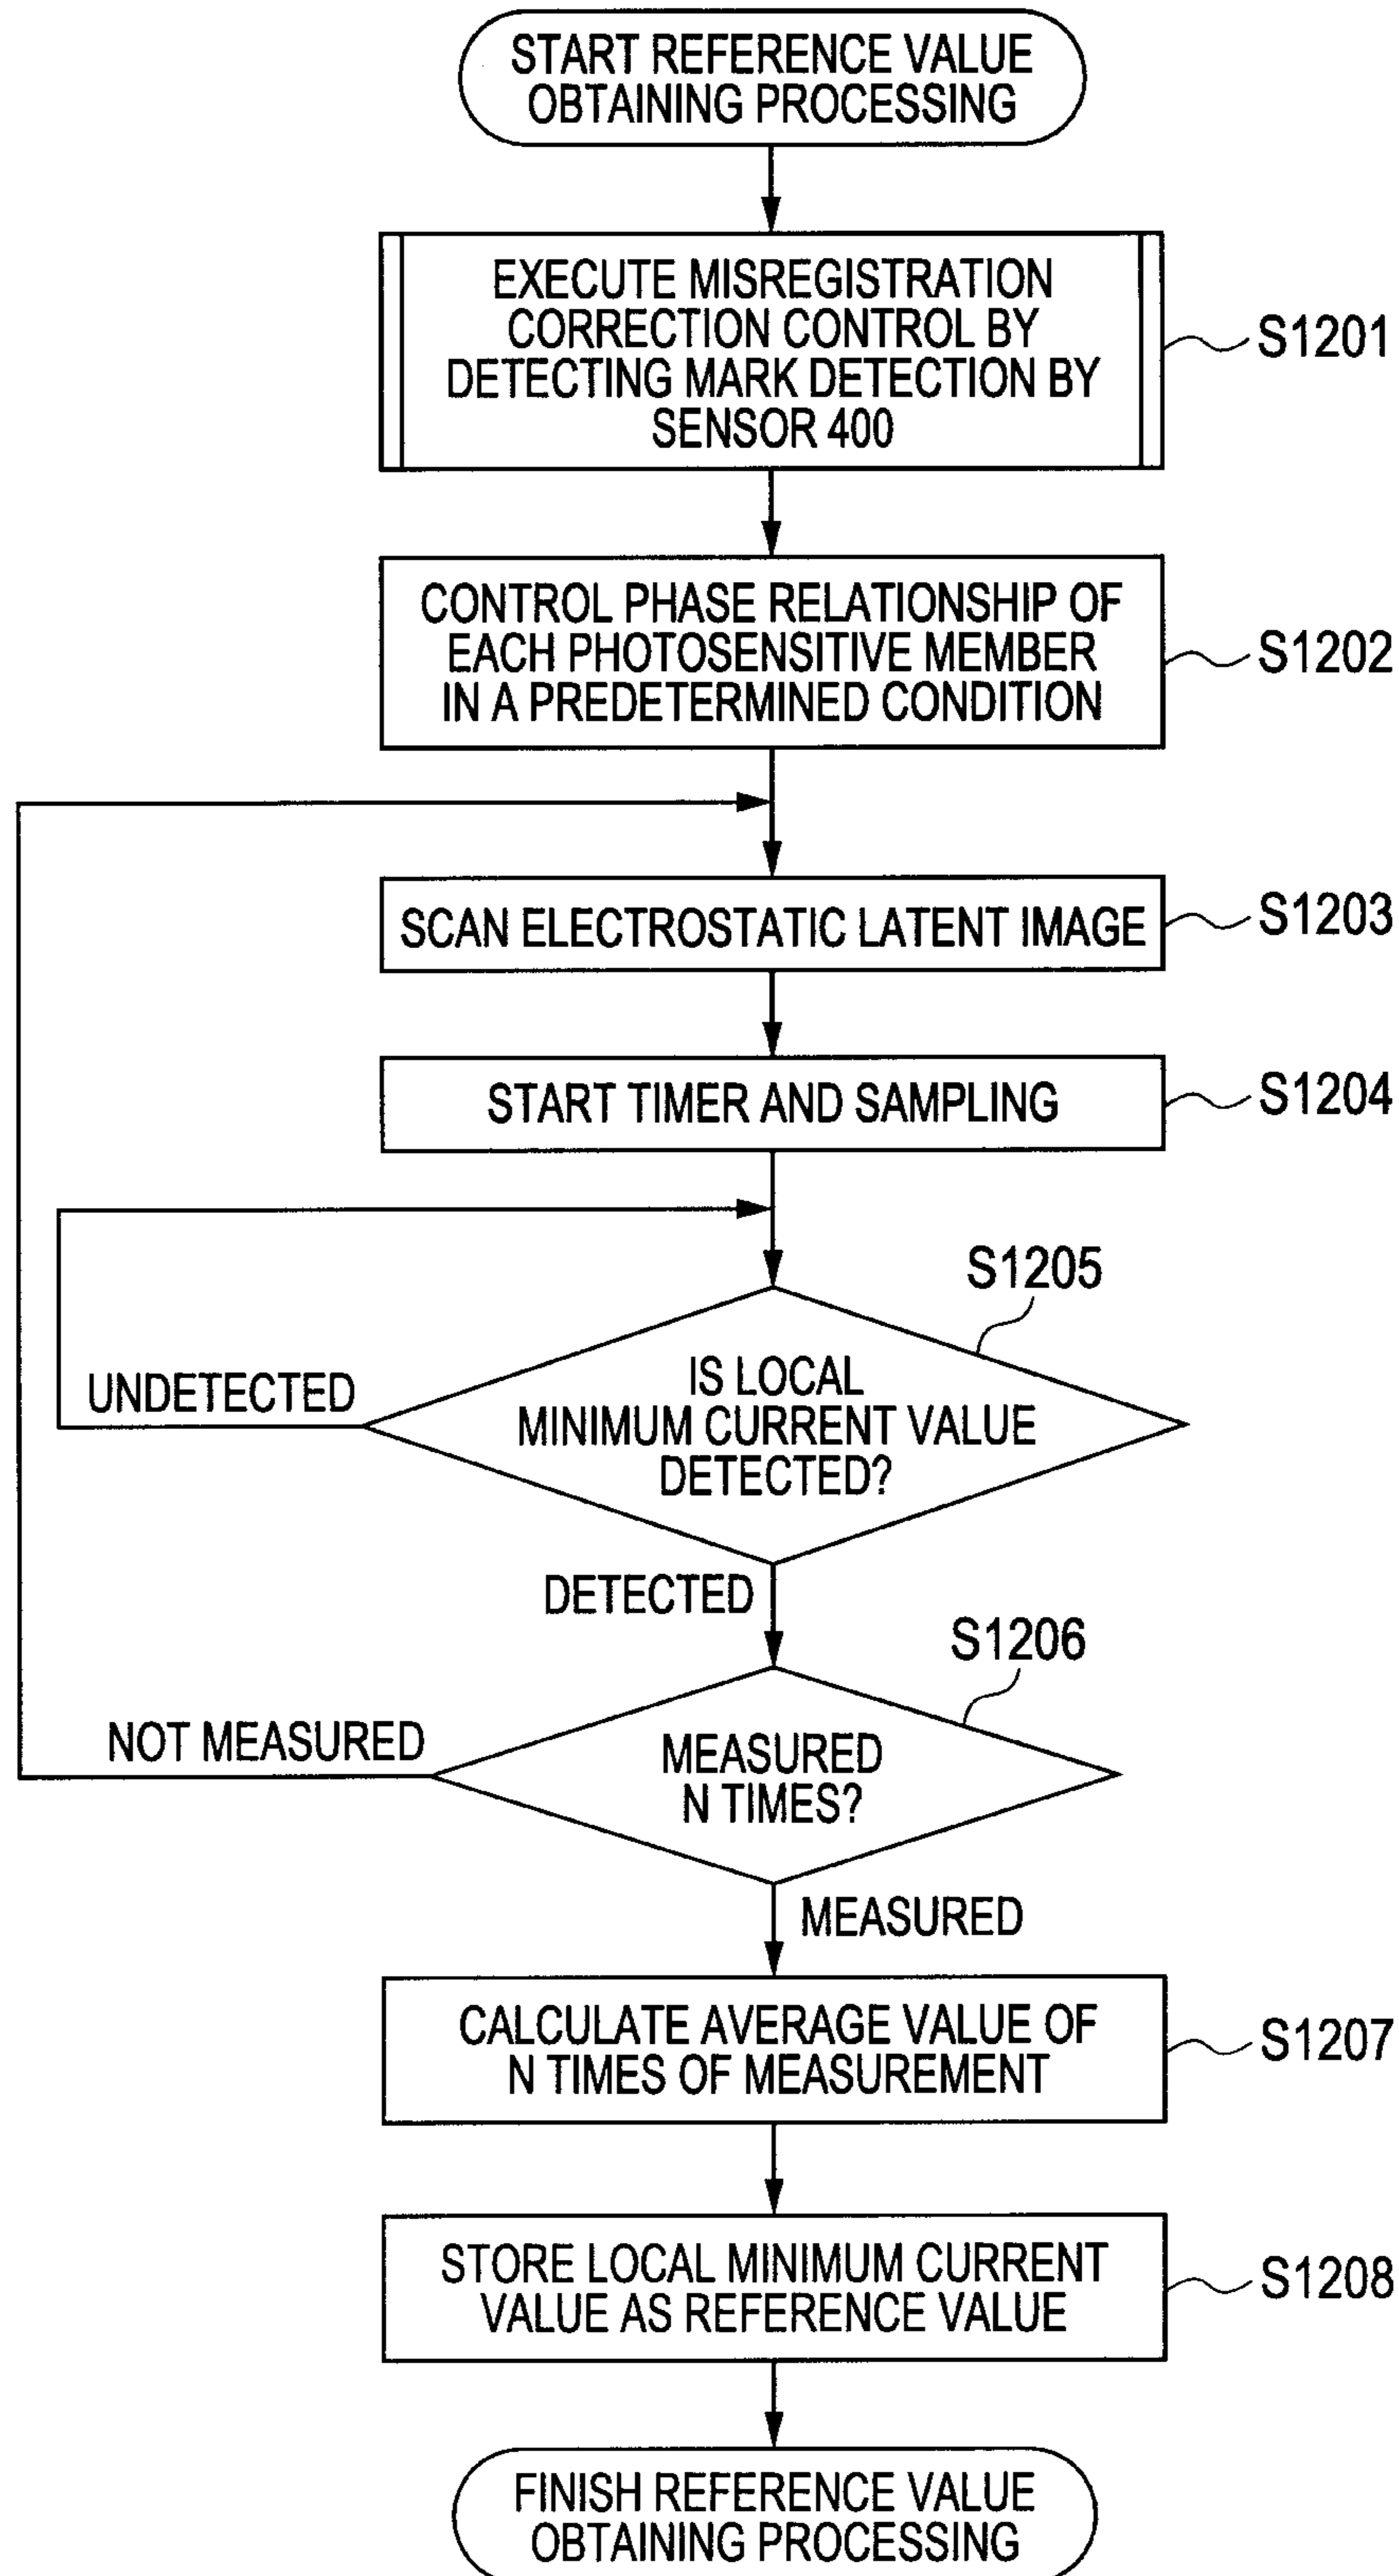 START REFERENCE VALUE
OBTAINING PROCESSING
EXECUTE MISREGISTRATION
CORRECTION CONTROL BY
DETECTING MARK DETECTION BY
SENSOR 400
S1201
CONTROL PHASE RELATIONSHIP OF
EACH PHOTOSENSITIVE MEMBER
IN A PREDETERMINED CONDITION
S1202
SCAN ELECTROSTATIC LATENT IMAGE
S1203
START TIMER AND SAMPLING
S1204
S1205
IS LOCAL
MINIMUM CURRENT VALUE
DETECTED?
UNDETECTED
DETECTED
S1206
MEASURED
N TIMES?
NOT MEASURED
MEASURED
CALCULATE AVERAGE VALUE OF
N TIMES OF MEASUREMENT
S1207
STORE LOCAL MINIMUM CURRENT
VALUE AS REFERENCE VALUE
S1208
FINISH REFERENCE VALUE
OBTAINING PROCESSING